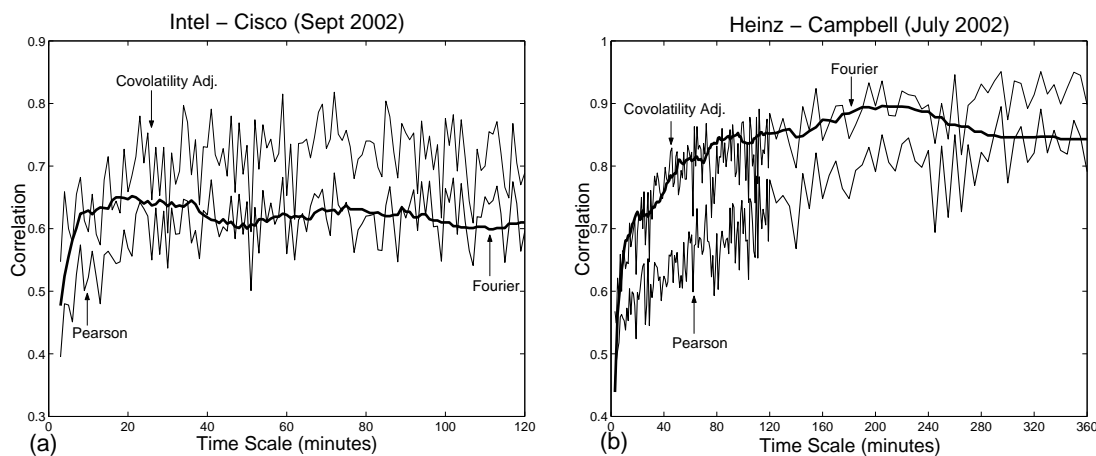 Intel – Cisco (Sept 2002)
0.9
0.8
0.7
0.6
0.5
0.4
0.3
Correlation
Covolatility Adj.
Pearson
Fourier
0 20 40 60 80 100 120
Time Scale (minutes)
(a)
Heinz – Campbell (July 2002)
1
0.9
0.8
0.7
0.6
0.5
0.4
Correlation
Fourier
Covolatility Adj.
Pearson
0 40 80 120 160 200 240 280 320 360
Time Scale (minutes)
(b)